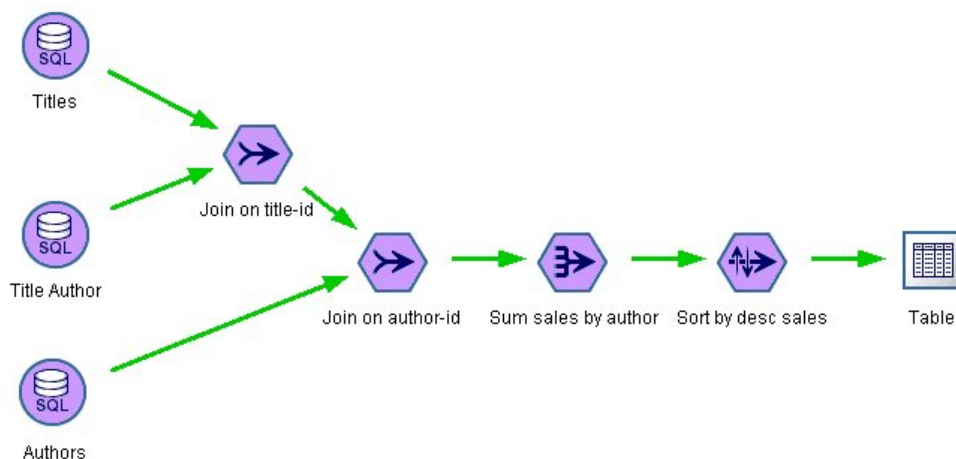 SQL
Titles
Join on title-id
SQL
Title Author
Join on author-id
Sum sales by author
Sort by desc sales
Table
SQL
Authors